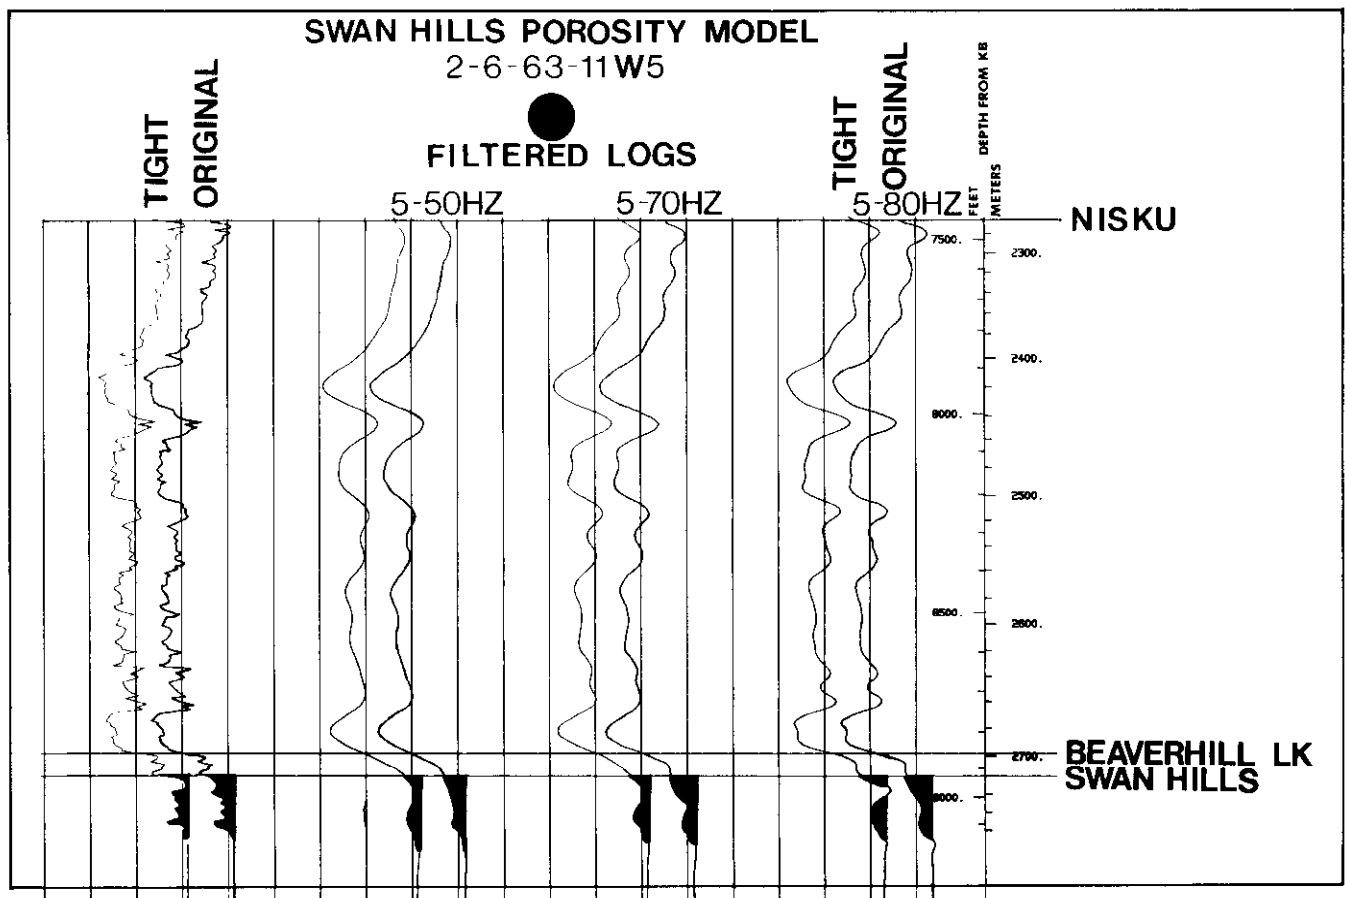 SWAN HILLS POROSITY MODEL
2-6-63-11W5
TIGHT
ORIGINAL
FILTERED LOGS
TIGHT
ORIGINAL
DEPTH FROM KB
FEET
METERS
5-50HZ
5-70HZ
5-80HZ
NISKU
7500.
2300.
2400.
8000.
2500.
8500.
2600.
2700.
BEAVERHILL LK
SWAN HILLS
9000.